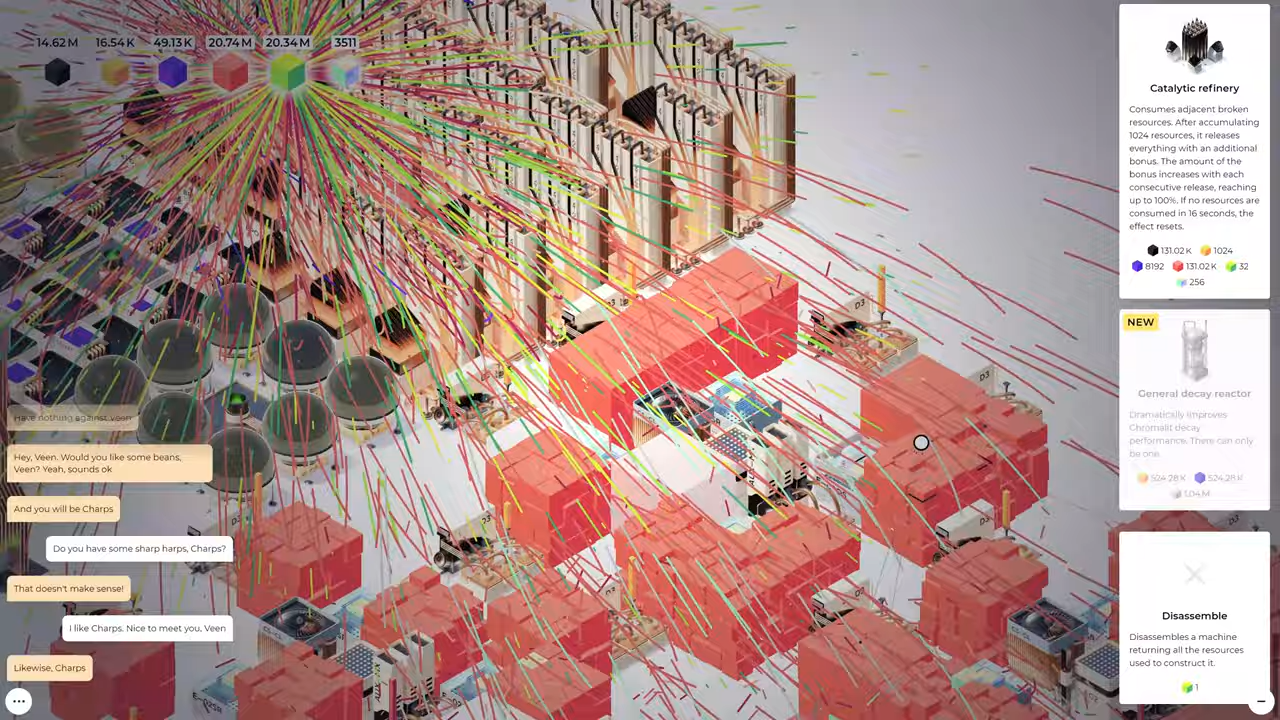 14.62 M 16.54 K 49.13 K 20.74 M 20.34 M 3511
Catalytic refinery
Consumes adjacent broken
resources. After accumulating
1024 resources, it releases
everything with an additional
bonus. The amount of the
bonus increases with each
consecutive release, reaching
up to 100%. If no resources are
consumed in 16 seconds, the
effect resets.
131.02 K 1024
8192 131.02 K 32
256
NEW
General decay reactor
Dramatically improves
Chromalit decay
performance. There can only
be one.
524.28 K 524.28 K
1.04 M
Disassemble
Disassembles a machine
returning all the resources
used to construct it.
1
Have nothing against Veen
Hey, Veen. Would you like some beans,
Veen? Yeah, sounds ok
And you will be Charps
Do you have some sharp harps, Charps?
That doesn't make sense!
I like Charps. Nice to meet you, Veen
Likewise, Charps
D3
D3
D3
D3
D3
D3